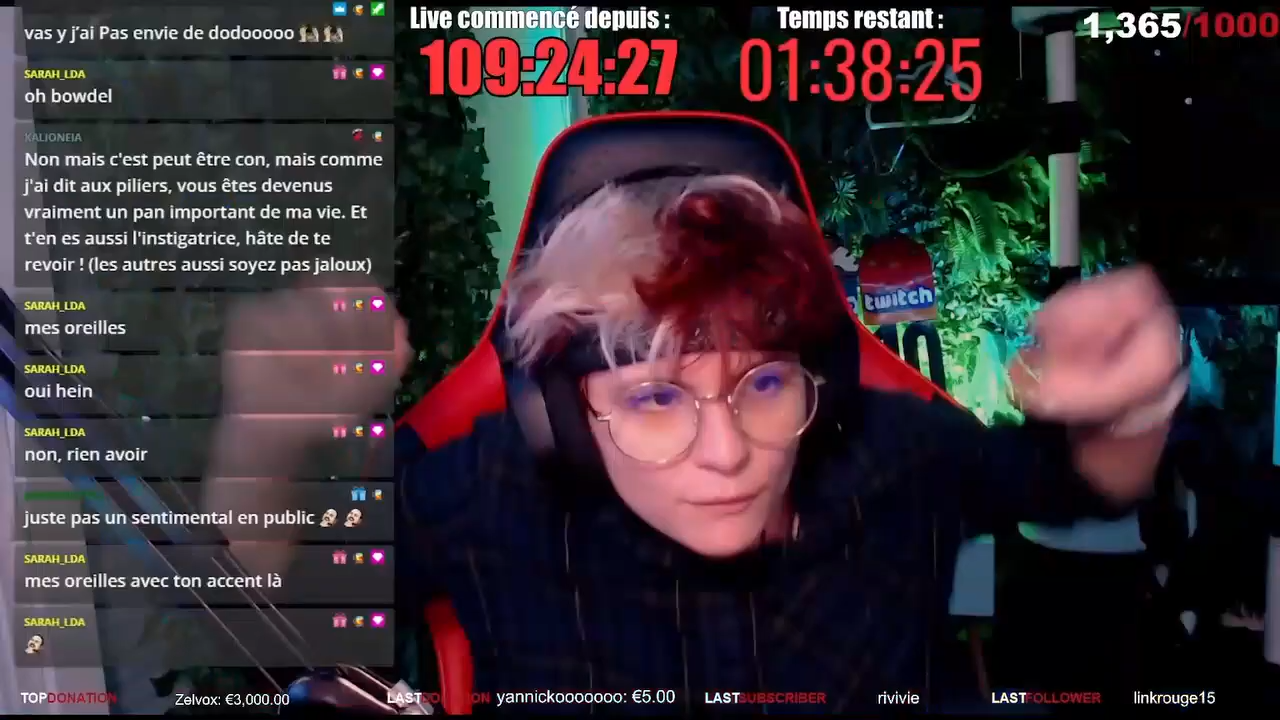 Live commencé depuis :
109:24:27
Temps restant :
01:38:25
1,365/1000
vas y j'ai Pas envie de dodooooo
SARAH_LDA
oh bowdel
XALIONEIA
Non mais c'est peut être con, mais comme
j'ai dit aux piliers, vous êtes devenus
vraiment un pan important de ma vie. Et
t'en es aussi l'instigatrice, hâte de te
revoir ! (les autres aussi soyez pas jaloux)
SARAH_LDA
mes oreilles
SARAH_LDA
oui hein
SARAH_LDA
non, rien avoir
juste pas un sentimental en public
SARAH_LDA
mes oreilles avec ton accent là
SARAH_LDA
twitch
TOPDONATION
Zelvox: €3,000.00
LASTDONATION
yannickooooooo: €5.00
LASTSUBSCRIBER
rivivie
LASTFOLLOWER
linkrouge15